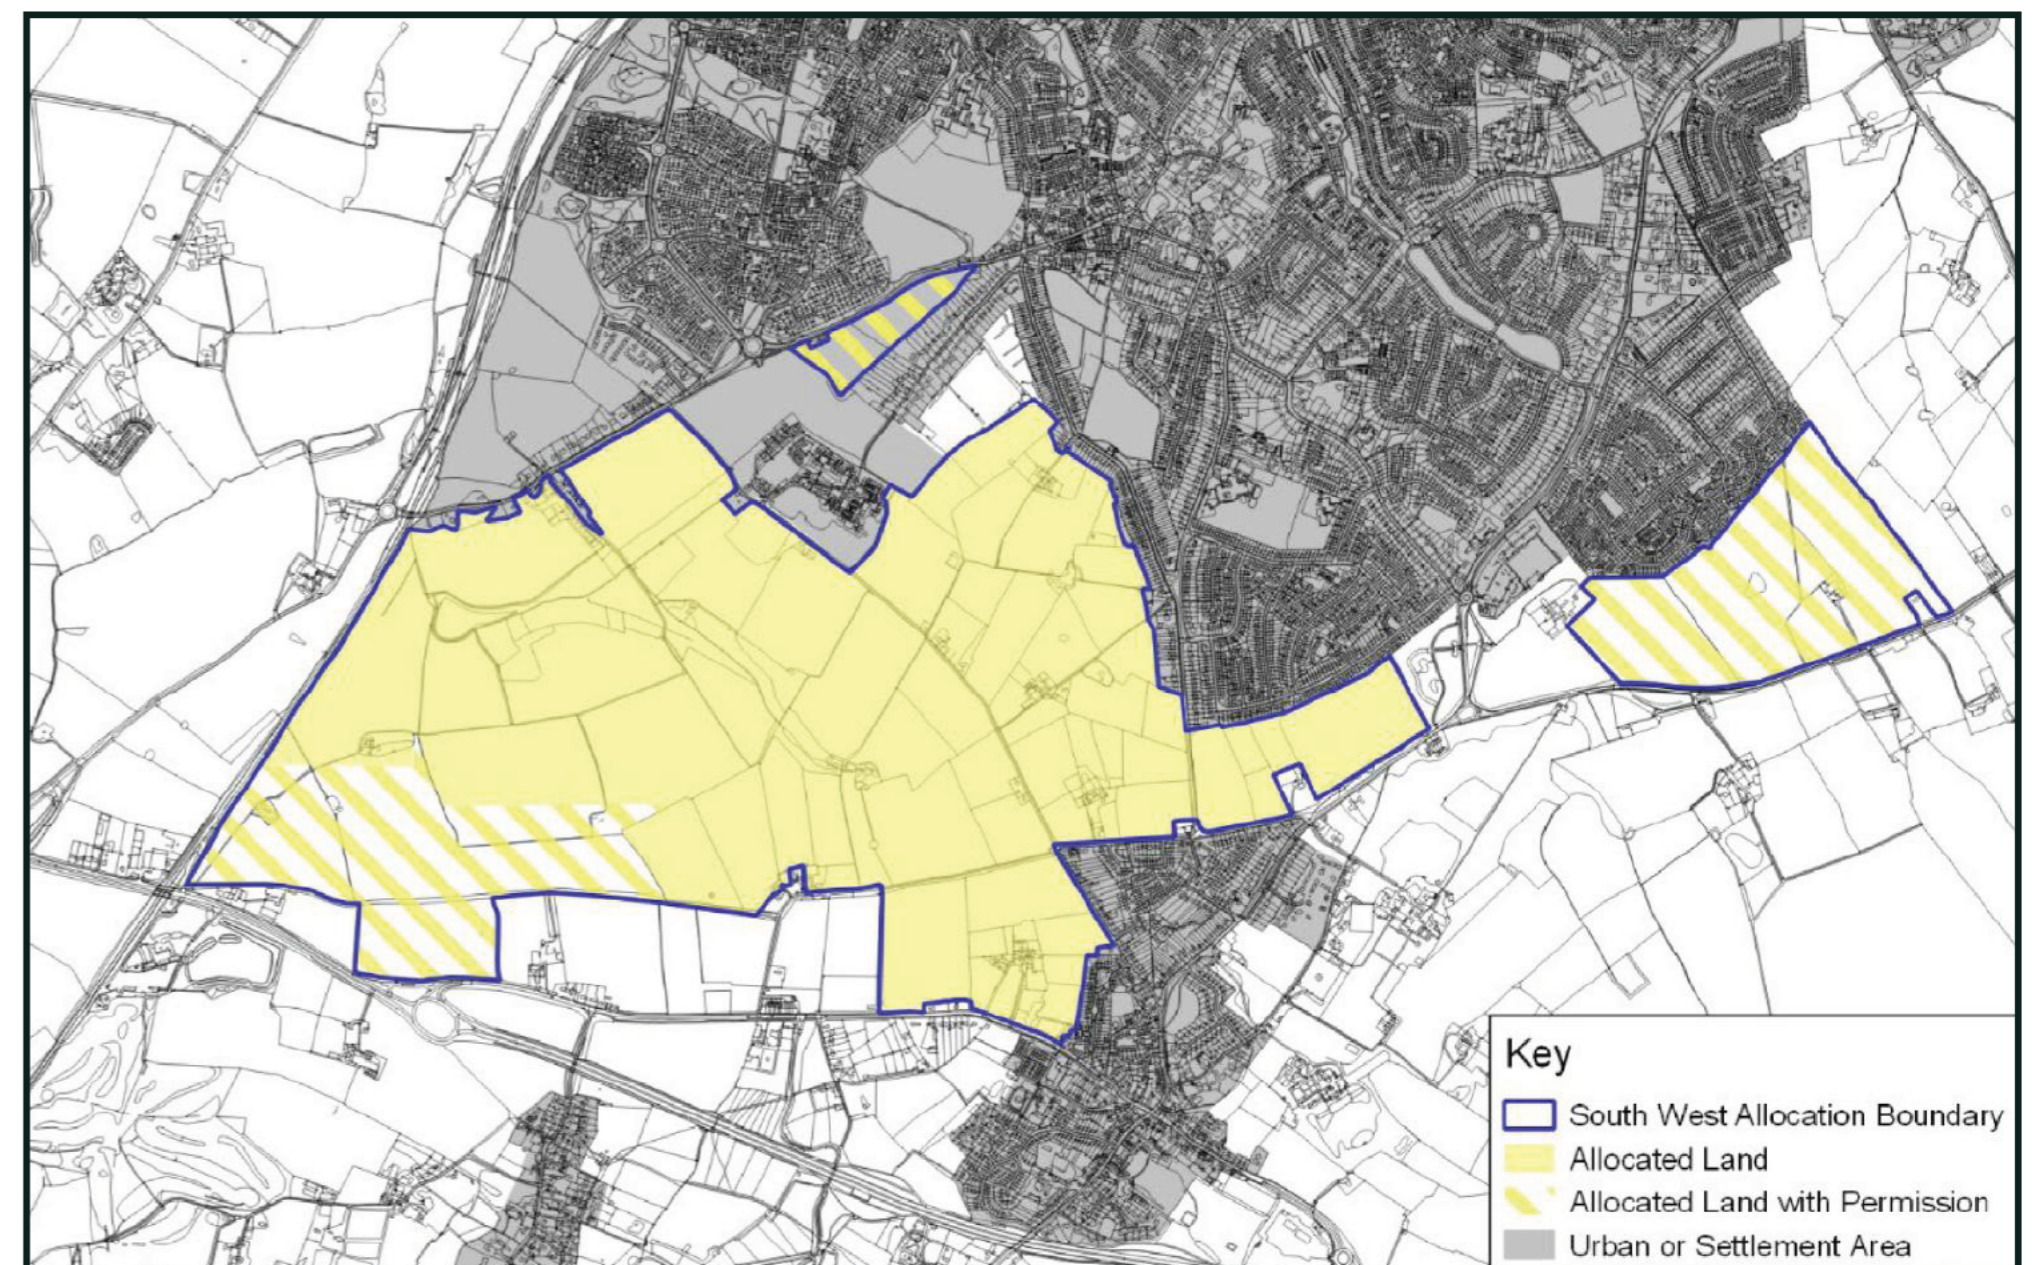 Key
South West Allocation Boundary
Allocated Land
Allocated Land with Permission
Urban or Settlement Area